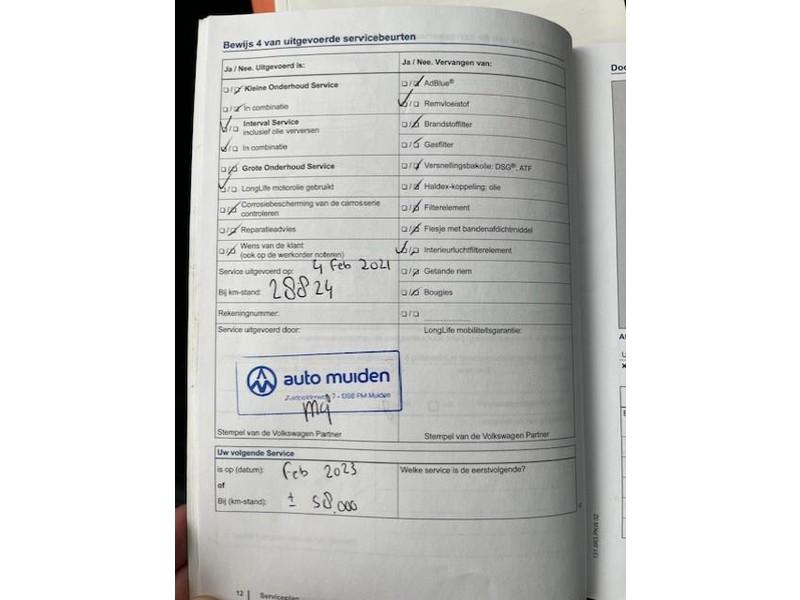 Bewijs 4 van uitgevoerde servicebeurten
Ja / Nee. Uitgevoerd is:
Kleine Onderhoud Service
In combinatie
Interval Service
inclusief olie verversen
In combinatie
Grote Onderhoud Service
LongLife motorolie gebruikt
Corrosiebescherming van de carrosserie
controleren
Reparatieadvies
Wens van de klant
(ook op de werkorder noteren)
Service uitgevoerd op: 4 Feb 2021
Bij km-stand: 28824
Rekeningnummer:
Service uitgevoerd door:
auto muiden
7 - 1398 PM Muiden
Stempel van de Volkswagen Partner
Ja / Nee. Vervangen van:
AdBlue®
Remvloeistof
Brandstoffilter
Gasfilter
Versnellingsbakolie: DSG®, ATF
Haldex-koppeling: olie
Filterelement
Flesje met bandenafdichtmiddel
Interieurluchtfilterelement
Getande riem
Bougies
LongLife mobiliteitsgarantie:
Stempel van de Volkswagen Partner
Uw volgende Service
is op (datum): Feb 2023
of
Bij (km-stand): ± 58.000
Welke service is de eerstvolgende?
12 | Serviceplan
Doo